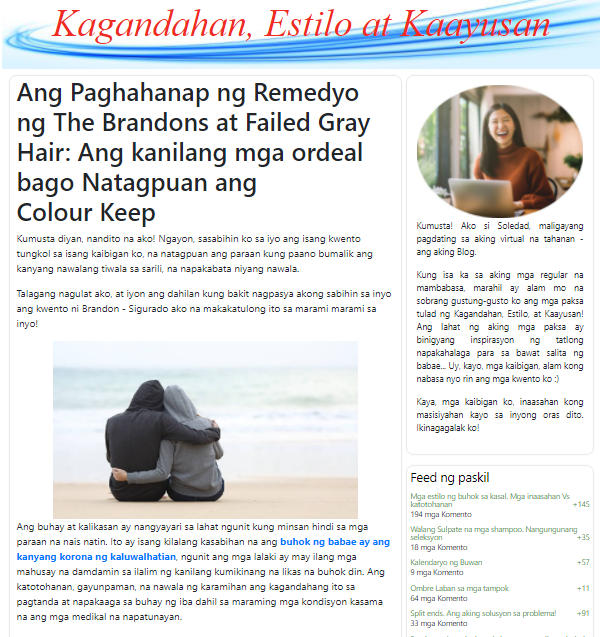 Kagandahan, Estilo at Kaayusan
Ang Paghahanap ng Remedyo
ng The Brandons at Failed Gray
Hair: Ang kanilang mga ordeal
bago Natagpuan ang
Colour Keep
Kumusta diyan, nandito na ako! Ngayon, sasabihin ko sa iyo ang isang kwento
tungkol sa isang kaibigan ko, na natagpuan ang paraan kung paano bumalik ang
kanyang nawalang tiwala sa sarili, na napakabata niyang nawala.
Talagang nagulat ako, at iyon ang dahilan kung bakit nagpasya akong sabihin sa inyo
ang kwento ni Brandon - Sigurado ako na makakatulong ito sa marami marami sa
inyo!
Ang buhay at kalikasan ay nangyayari sa lahat ngunit kung minsan hindi sa mga
paraan na nais natin. Ito ay isang kilalang kasabihan na ang buhok ng babae ay ang
kanyang korona ng kaluwalhatian, ngunit ang mga lalaki ay may ilang mga
mahusay na damdamin sa ilalim ng kanilang kumikinang na likas na buhok din. Ang
katotohanan, gayunpaman, na nawala ng karamihan ang kagandahang ito sa
pagtanda at napakaaga sa buhay ng iba dahil sa maraming mga kondisyon kasama
na ang mga medikal na napatunayan.
Kumusta! Ako si Soledad, maligayang
pagdating sa aking virtual na tahanan -
ang aking Blog.
Kung isa ka sa aking mga regular na
mambabasa, marahil ay alam mo na
sobrang gustung-gusto ko ang mga paksa
tulad ng Kagandahan, Estilo, at Kaayusan!
Ang lahat ng aking mga paksa ay
binigyang inspirasyon ng tatlong
napakahalaga para sa bawat salita ng
babae... Uy, kayo, mga kaibigan, alam kong
nabasa nyo rin ang mga kwento ko :)
Kaya, mga kaibigan ko, inaasahan kong
masisiyahan kayo sa inyong oras dito.
Ikinagagalak ko!
Feed ng paskil
Mga estilo ng buhok sa kasal. Mga inaasahan Vs
katotohanan +145
194 mga Komento
Walang Sulpate na mga shampoo. Nangungunang
seleksyon +35
18 mga Komento
Kalendaryo ng Buwan +57
9 mga Komento
Ombre Laban sa mga tampok +11
64 mga Komento
Split ends. Ang aking solusyon sa problema! +91
33 mga Komento